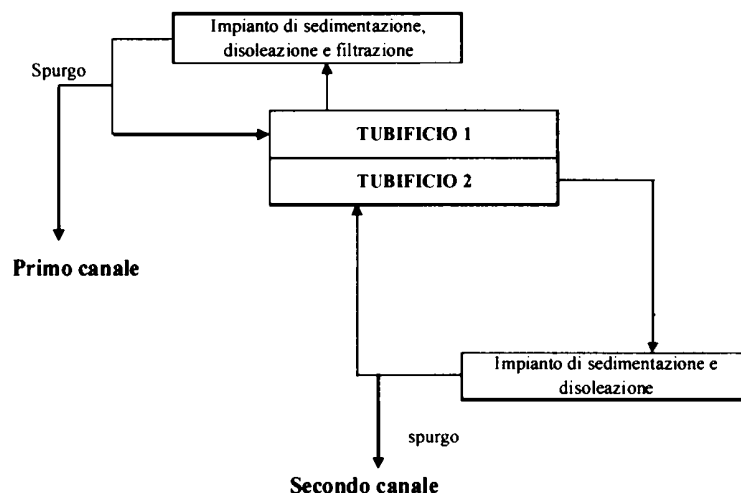 Impianto di sedimentazione,
disoleazione e filtrazione
Spurgo
TUBIFICIO 1
TUBIFICIO 2
Primo canale
Impianto di sedimentazione e
disoleazione
spurgo
Secondo canale